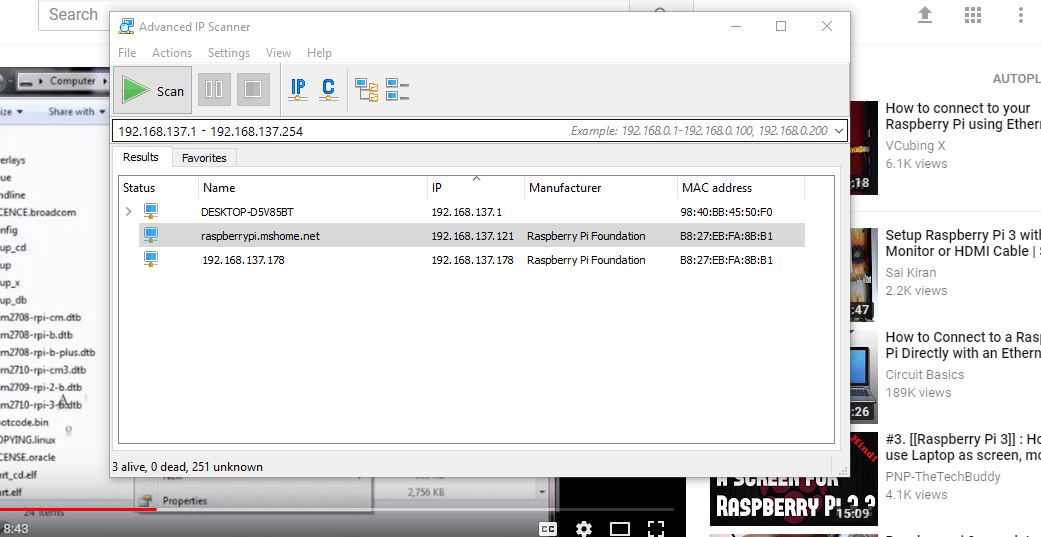 Search
Advanced IP Scanner
File Actions Settings View Help
Scan
IP C
192.168.137.1 - 192.168.137.254
Example: 192.168.0.1-192.168.0.100, 192.168.0.200
Results Favorites
Status Name IP Manufacturer MAC address
DESKTOP-D5V85BT 192.168.137.1 98:40:BB:45:50:F0
raspberrypi.mshome.net 192.168.137.121 Raspberry Pi Foundation B8:27:EB:FA:8B:B1
192.168.137.178 192.168.137.178 Raspberry Pi Foundation B8:27:EB:FA:8B:B1
3 alive, 0 dead, 251 unknown
Computer
ize Share with
erlays
ue
ndline
CENCE.broadcom
nfig
up_cd
up
up_x
up_db
m2708-rpi-cm.dtb
m2708-rpi-b.dtb
m2708-rpi-b-plus.dtb
m2710-rpi-cm3.dtb
m2709-rpi-2-b.dtb
m2710-rpi-3-b.dtb
otcode.bin
OPYING.linux
CENSE.oracle
rt_cd.elf
rt.elf
24 items
Properties
2,756 KB
8:43
CC
AUTOPL
:18
How to connect to your
Raspberry Pi using Ethern
VCubing X
6.1K views
:47
Setup Raspberry Pi 3 with
Monitor or HDMI Cable | S
Sai Kiran
2.2K views
:26
How to Connect to a Rasp
Pi Directly with an Ethern
Circuit Basics
189K views
Hindi
A SCREEN FOR
RASPBERRY PI 2 3
15:09
#3. [[Raspberry Pi 3]] : Ho
use Laptop as screen, mo
PNP-TheTechBuddy
4.1K views